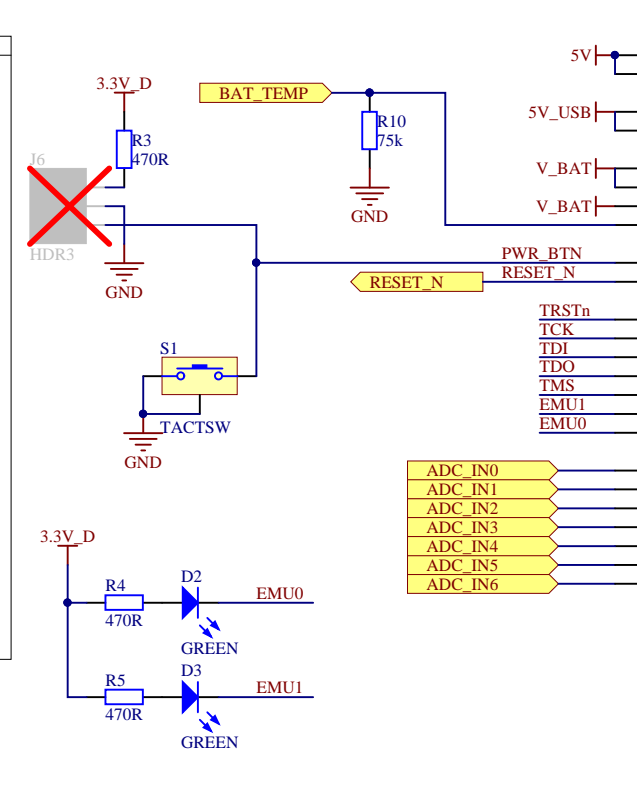 5V
3.3V_D
BAT_TEMP
5V_USB
R10
75k
J6
R3
470R
V_BAT
V_BAT
GND
HDR3
PWR_BTN
RESET_N
RESET_N
GND
TRSTn
TCK
TDI
TDO
TMS
EMU1
EMU0
S1
TACTSW
GND
ADC_IN0
ADC_IN1
ADC_IN2
ADC_IN3
ADC_IN4
ADC_IN5
ADC_IN6
3.3V_D
R4
470R
D2
GREEN
EMU0
R5
470R
D3
GREEN
EMU1